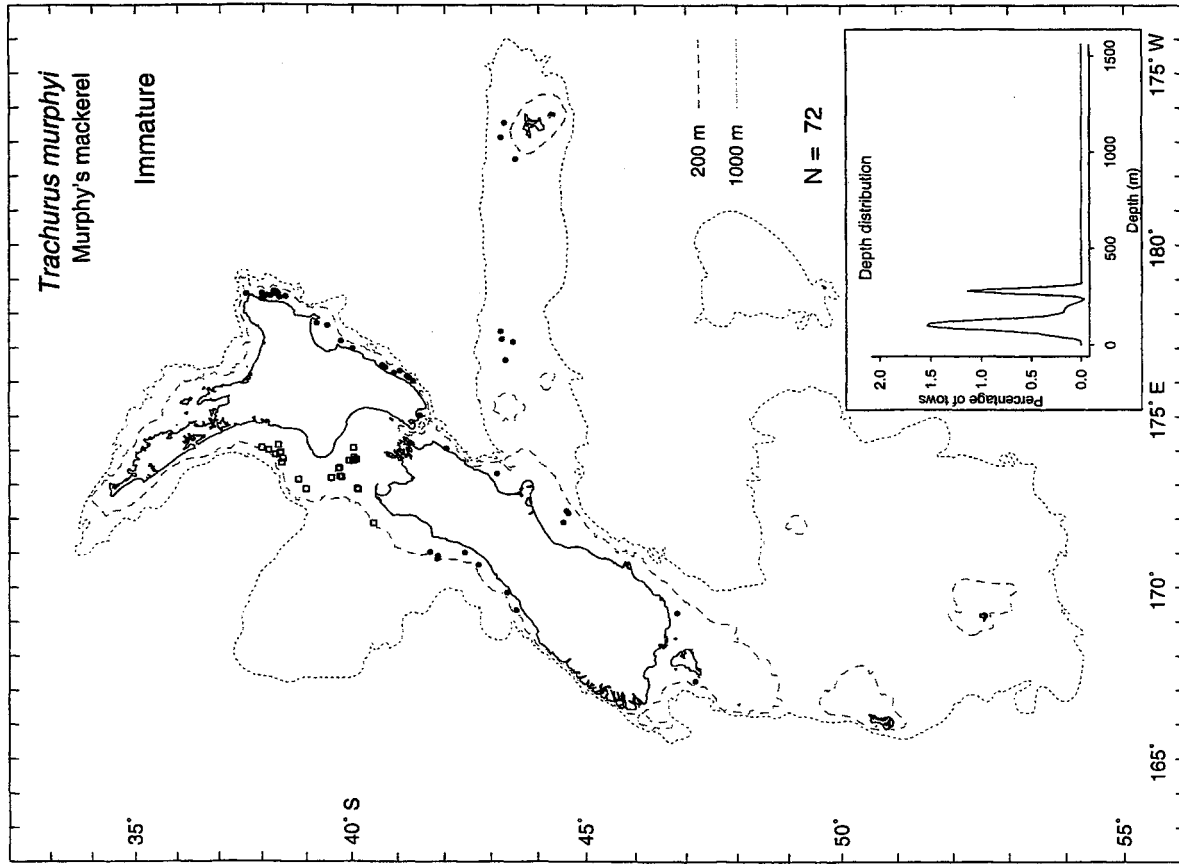 Trachurus murphyi
Murphy's mackerel
Immature
35°
40° S
45°
50°
55°
165°
170°
175° E
180°
175° W
200 m
1000 m
N = 72
Depth distribution
Percentage of tows
2.0
1.5
1.0
0.5
0.0
0
500
1000
1500
Depth (m)